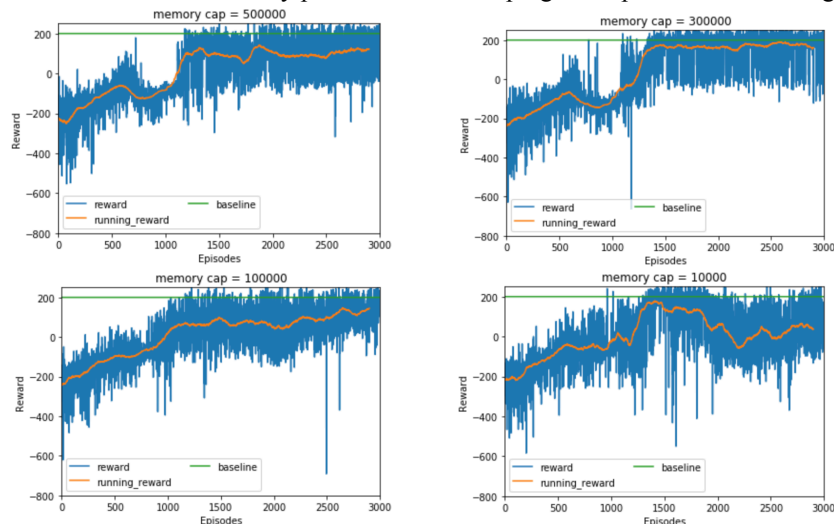 memory cap = 500000
200
0
−200
−400
−600
−800
Reward
reward
running_reward
baseline
0 500 1000 1500 2000 2500 3000
Episodes
memory cap = 300000
200
0
−200
−400
−600
−800
Reward
reward
running_reward
baseline
0 500 1000 1500 2000 2500 3000
Episodes
memory cap = 100000
200
0
−200
−400
−600
−800
Reward
reward
running_reward
baseline
0 500 1000 1500 2000 2500 3000
Episodes
memory cap = 10000
200
0
−200
−400
−600
−800
Reward
reward
running_reward
baseline
0 500 1000 1500 2000 2500 3000
Episodes